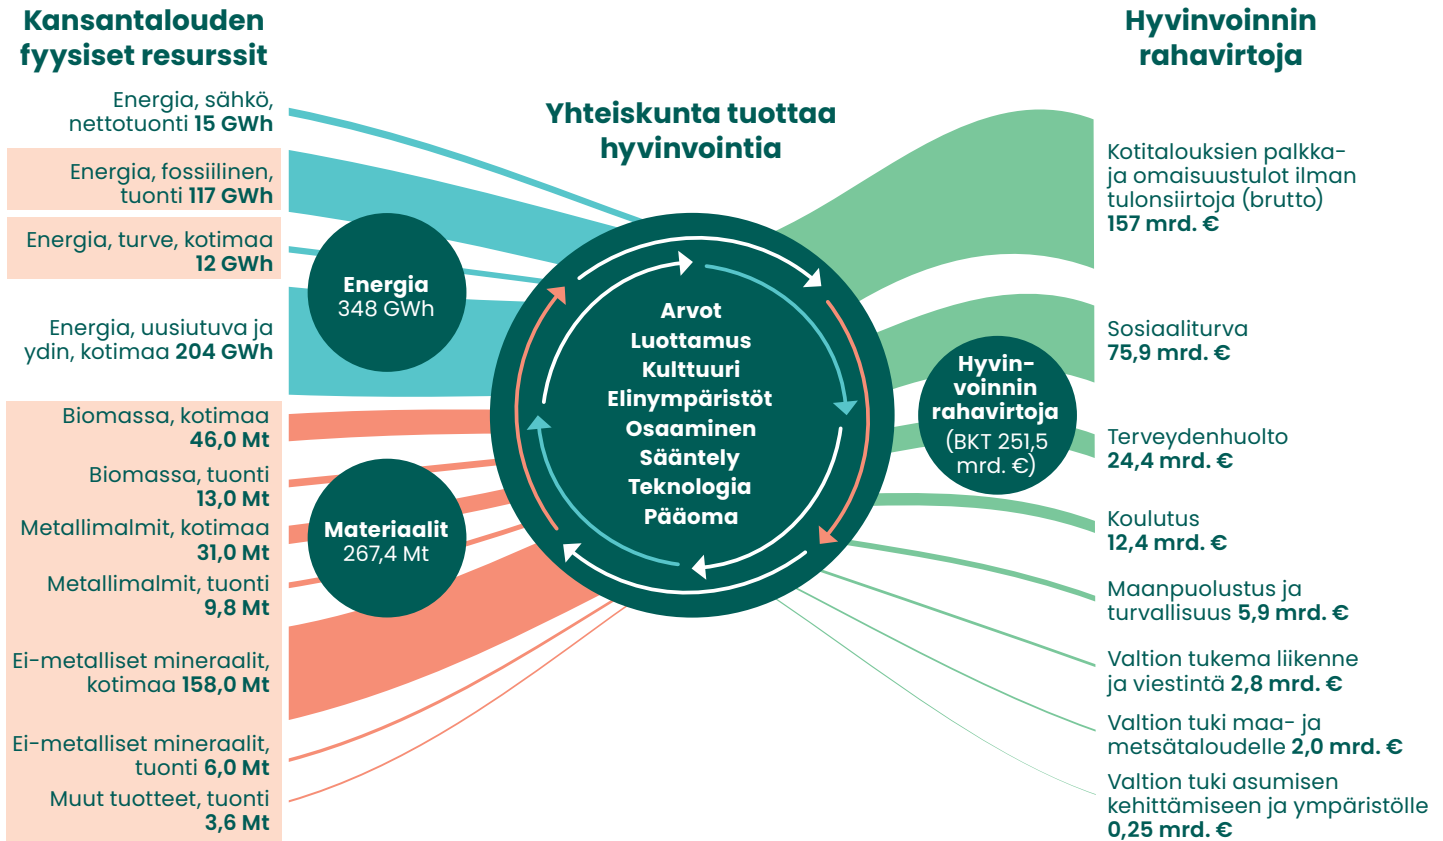 Kansantalouden
fyysiset resurssit
Energia, sähkö,
nettotuonti 15 GWh
Energia, fossiilinen,
tuonti 117 GWh
Energia, turve, kotimaa
12 GWh
Energia, uusiutuva ja
ydin, kotimaa 204 GWh
Biomassa, kotimaa
46,0 Mt
Biomassa, tuonti
13,0 Mt
Metallimalmit, kotimaa
31,0 Mt
Metallimalmit, tuonti
9,8 Mt
Ei-metalliset mineraalit,
kotimaa 158,0 Mt
Ei-metalliset mineraalit,
tuonti 6,0 Mt
Muut tuotteet, tuonti
3,6 Mt
Energia
348 GWh
Materiaalit
267,4 Mt
Yhteiskunta tuottaa
hyvinvointia
Arvot
Luottamus
Kulttuuri
Elinympäristöt
Osaaminen
Sääntely
Teknologia
Pääoma
Hyvin-
voinnin
rahavirtoja
(BKT 251,5
mrd. €)
Hyvinvoinnin
rahavirtoja
Kotitalouksien palkka-
ja omaisuustulot ilman
tulonsiirtoja (brutto)
157 mrd. €
Sosiaaliturva
75,9 mrd. €
Terveydenhuolto
24,4 mrd. €
Koulutus
12,4 mrd. €
Maanpuolustus ja
turvallisuus 5,9 mrd. €
Valtion tukema liikenne
ja viestintä 2,8 mrd. €
Valtion tuki maa- ja
metsätaloudelle 2,0 mrd. €
Valtion tuki asumisen
kehittämiseen ja ympäristölle
0,25 mrd. €